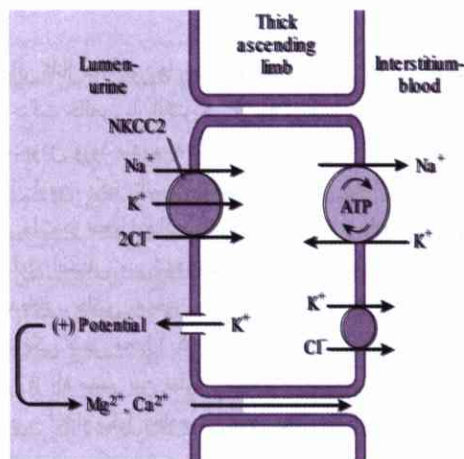 Thick
ascending
limb
Lumen-
urine
Interstitium-
blood
NKCC2
Na⁺
K⁺
2Cl⁻
ATP
Na⁺
K⁺
K⁺
Cl⁻
(+) Potential
K⁺
Mg²⁺, Ca²⁺